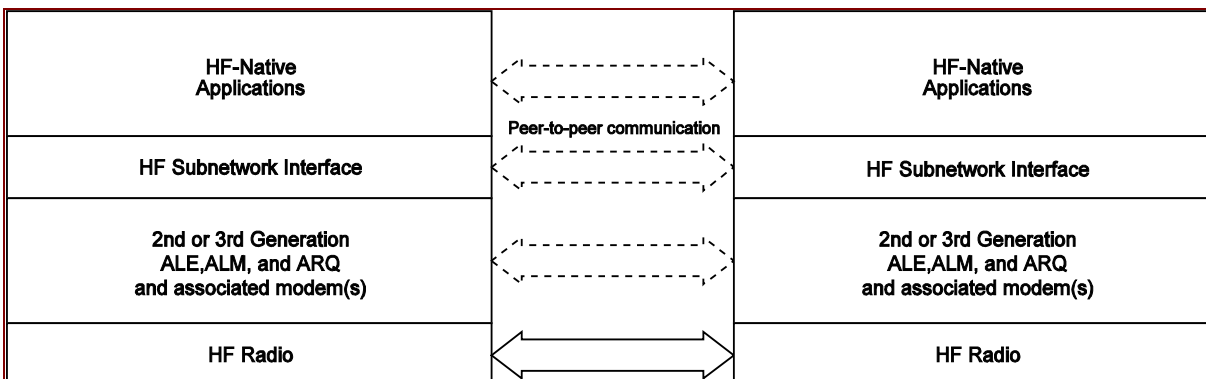 HF-Native
Applications
HF-Native
Applications
Peer-to-peer communication
HF Subnetwork Interface
HF Subnetwork Interface
2nd or 3rd Generation
ALE,ALM, and ARQ
and associated modem(s)
2nd or 3rd Generation
ALE,ALM, and ARQ
and associated modem(s)
HF Radio
HF Radio